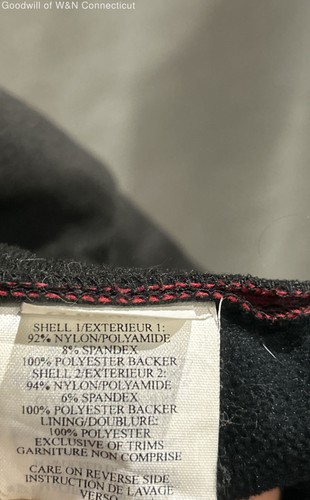 Goodwill of W&N Connecticut
SHELL 1/EXTERIEUR 1:
92% NYLON/POLYAMIDE
8% SPANDEX
100% POLYESTER BACKER
SHELL 2/EXTERIEUR 2:
94% NYLON/POLYAMIDE
6% SPANDEX
100% POLYESTER BACKER
LINING/DOUBLURE:
100% POLYESTER
EXCLUSIVE OF TRIMS
GARNITURE NON COMPRISE
CARE ON REVERSE SIDE
INSTRUCTION DE LAVAGE
VERSO